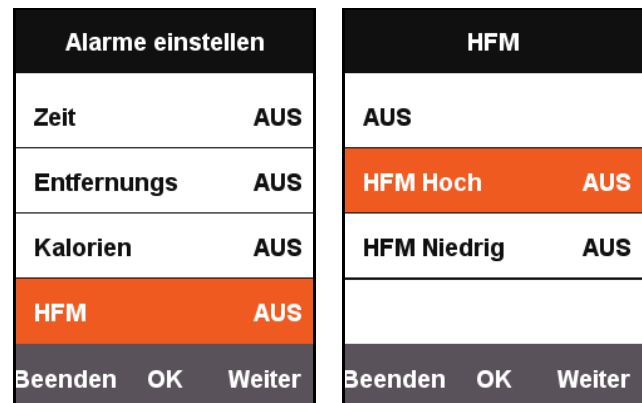 Alarme einstellen
Zeit AUS
Entfernungs AUS
Kalorien AUS
HFM AUS
Beenden OK Weiter
HFM
AUS
HFM Hoch AUS
HFM Niedrig AUS
Beenden OK Weiter